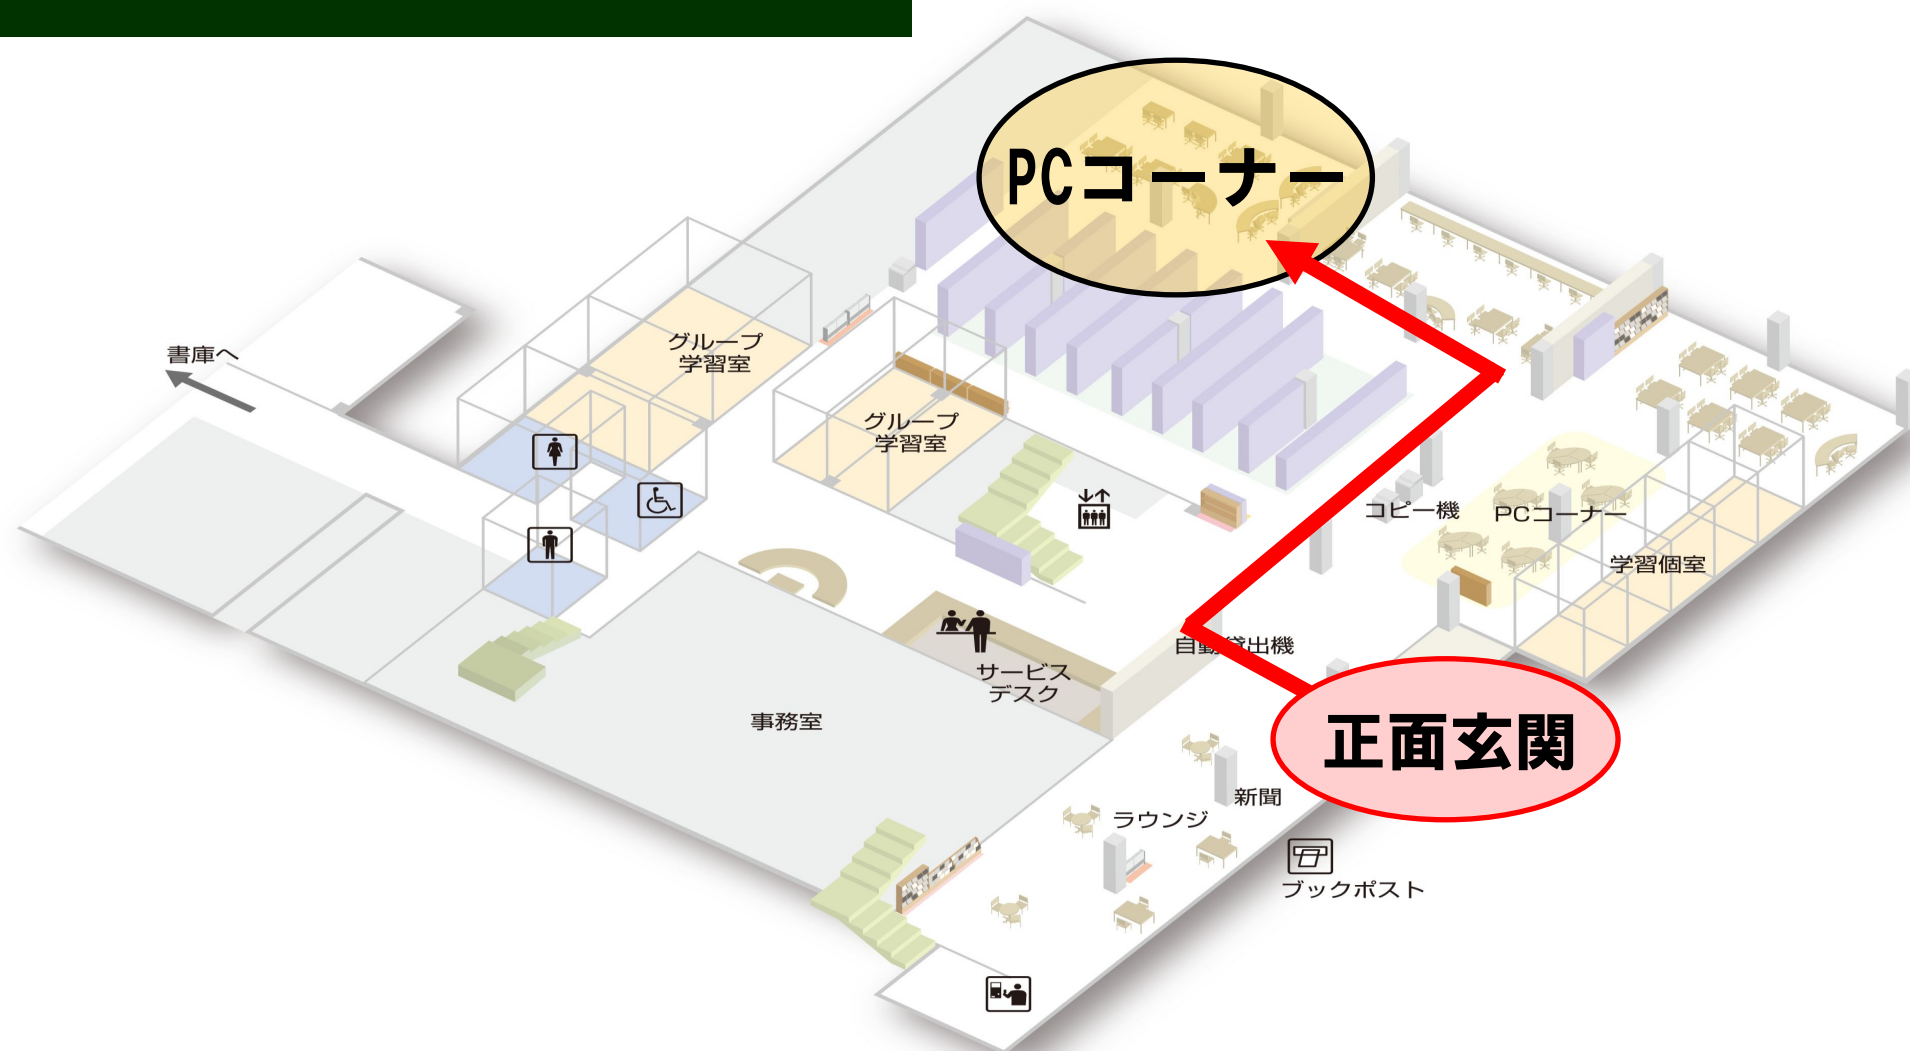 PCコーナー
グループ
学習室
書庫へ
グループ
学習室
コピー機
PCコーナー
学習個室
自動貸出機
サービス
デスク
事務室
正面玄関
新聞
ラウンジ
ブックポスト